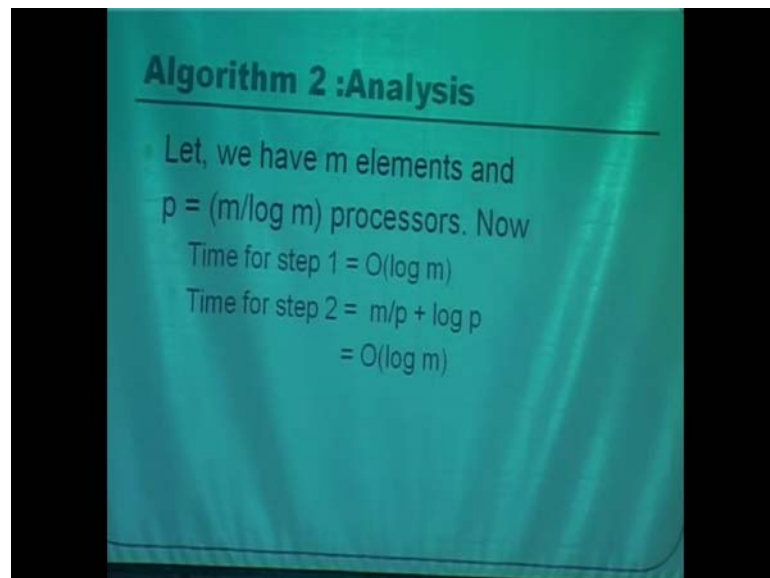 Algorithm 2 :Analysis
Let, we have m elements and
p = (m/log m) processors. Now
Time for step 1 = O(log m)
Time for step 2 = m/p + log p
= O(log m)